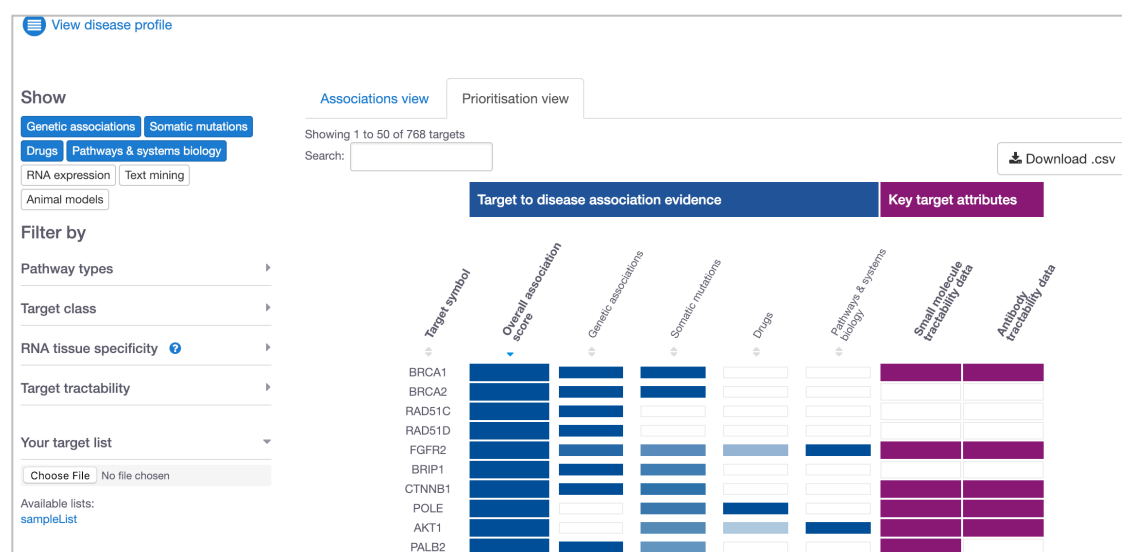 View disease profile
Show
Genetic associations Somatic mutations
Drugs Pathways & systems biology
RNA expression Text mining
Animal models
Filter by
Pathway types
Target class
RNA tissue specificity ?
Target tractability
Your target list
Choose File No file chosen
Available lists:
sampleList
Associations view Prioritisation view
Showing 1 to 50 of 768 targets
Search:
Download .csv
Target to disease association evidence Key target attributes
Target symbol
Overall association
score
Genetic associations
Somatic mutations
Drugs
Pathways & systems
biology
Small molecule
tractability data
Antibody
tractability data
BRCA1
BRCA2
RAD51C
RAD51D
FGFR2
BRIP1
CTNNB1
POLE
AKT1
PALB2